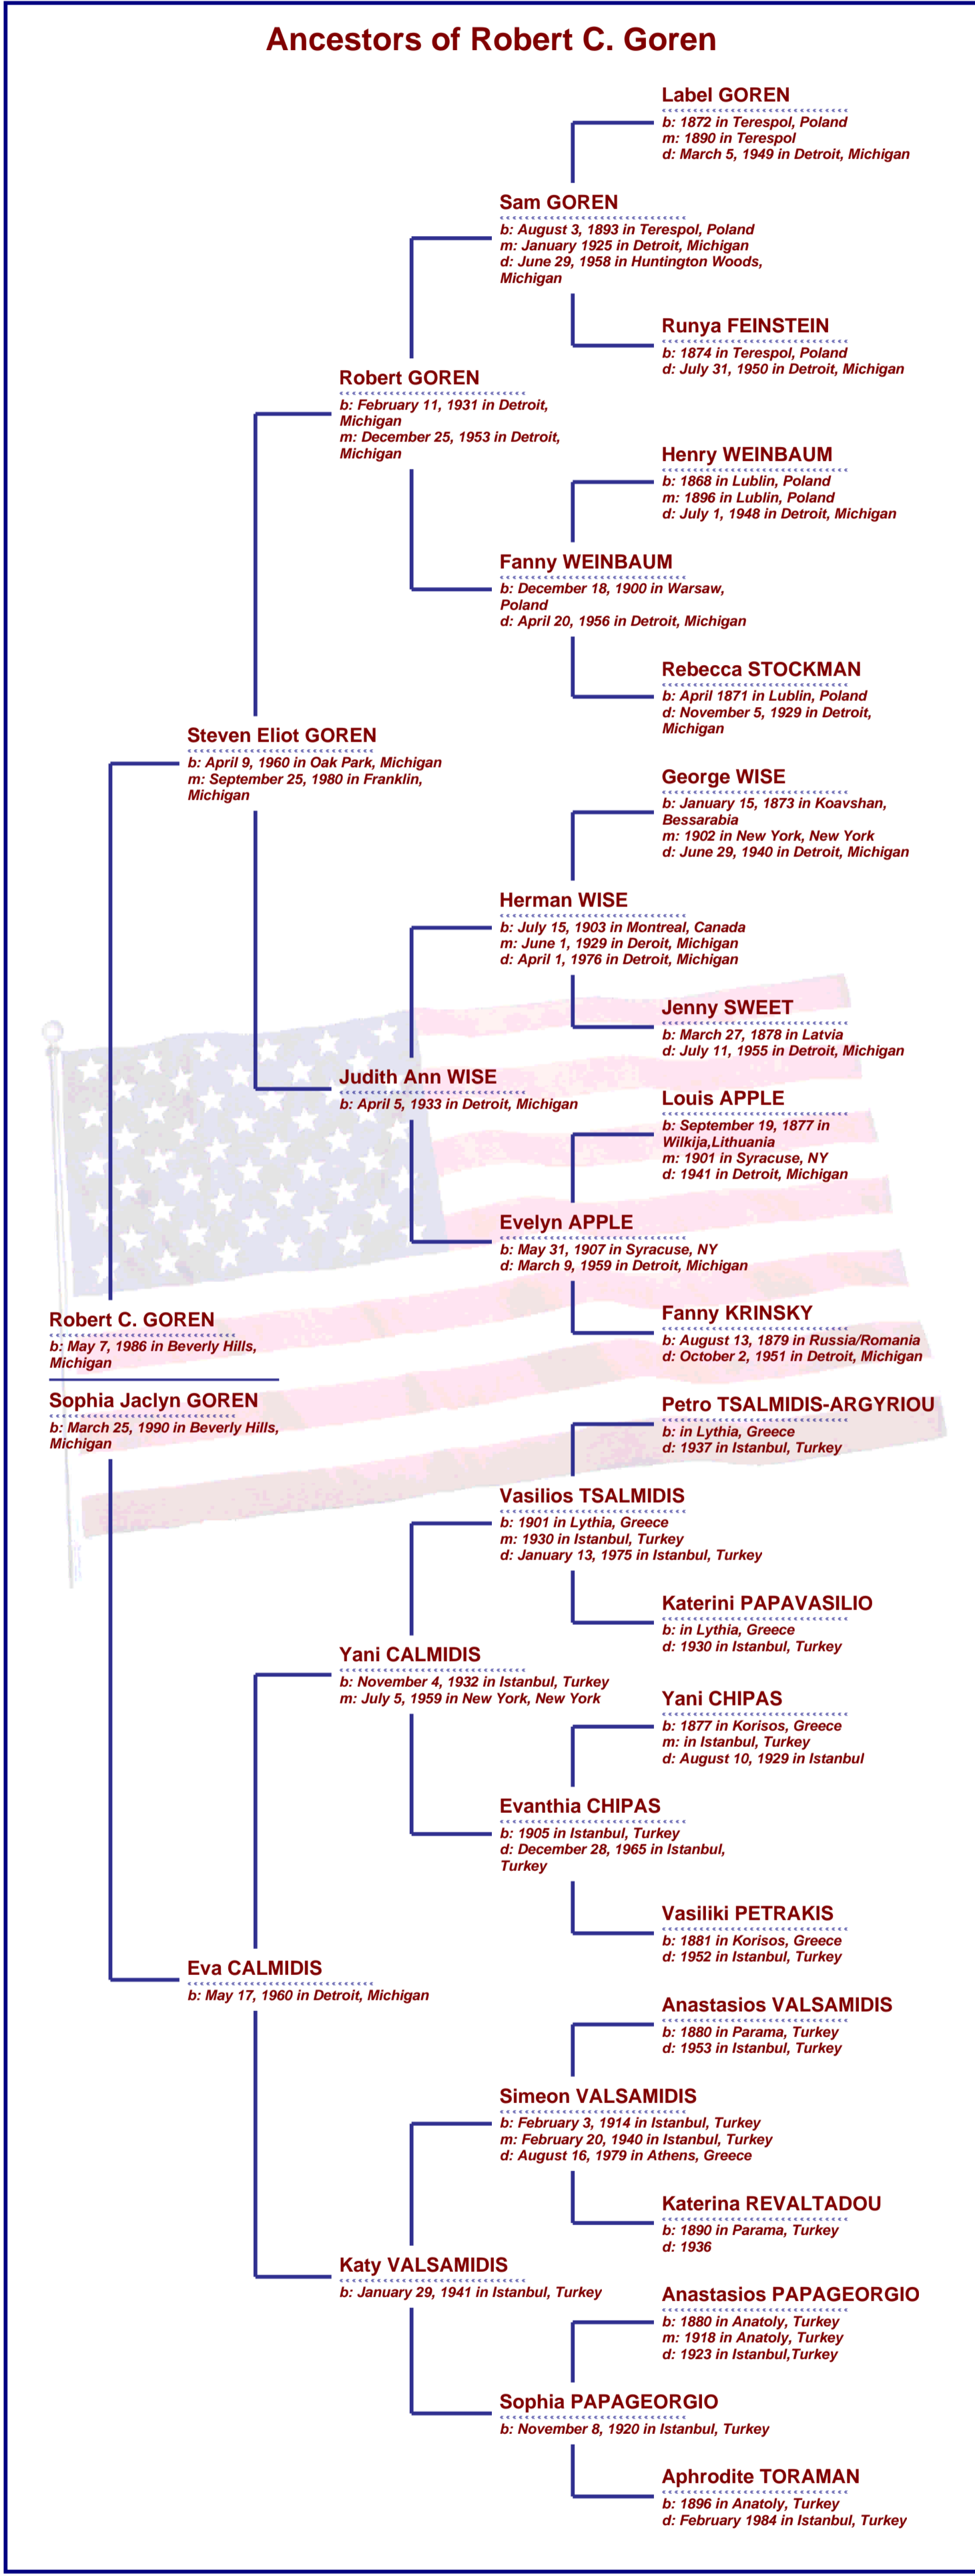 Ancestors of Robert C. Goren
Label GOREN
b: 1872 in Terespol, Poland
m: 1890 in Terespol
d: March 5, 1949 in Detroit, Michigan
Sam GOREN
b: August 3, 1893 in Terespol, Poland
m: January 1925 in Detroit, Michigan
d: June 29, 1958 in Huntington Woods,
Michigan
Runya FEINSTEIN
b: 1874 in Terespol, Poland
d: July 31, 1950 in Detroit, Michigan
Robert GOREN
b: February 11, 1931 in Detroit,
Michigan
m: December 25, 1953 in Detroit,
Michigan
Henry WEINBAUM
b: 1868 in Lublin, Poland
m: 1896 in Lublin, Poland
d: July 1, 1948 in Detroit, Michigan
Fanny WEINBAUM
b: December 18, 1900 in Warsaw,
Poland
d: April 20, 1956 in Detroit, Michigan
Rebecca STOCKMAN
b: April 1871 in Lublin, Poland
d: November 5, 1929 in Detroit,
Michigan
Steven Eliot GOREN
b: April 9, 1960 in Oak Park, Michigan
m: September 25, 1980 in Franklin,
Michigan
George WISE
b: January 15, 1873 in Koavshan,
Bessarabia
m: 1902 in New York, New York
d: June 29, 1940 in Detroit, Michigan
Herman WISE
b: July 15, 1903 in Montreal, Canada
m: June 1, 1929 in Deroit, Michigan
d: April 1, 1976 in Detroit, Michigan
Jenny SWEET
b: March 27, 1878 in Latvia
d: July 11, 1955 in Detroit, Michigan
Judith Ann WISE
b: April 5, 1933 in Detroit, Michigan
Louis APPLE
b: September 19, 1877 in
Wilkija,Lithuania
m: 1901 in Syracuse, NY
d: 1941 in Detroit, Michigan
Evelyn APPLE
b: May 31, 1907 in Syracuse, NY
d: March 9, 1959 in Detroit, Michigan
Fanny KRINSKY
b: August 13, 1879 in Russia/Romania
d: October 2, 1951 in Detroit, Michigan
Robert C. GOREN
b: May 7, 1986 in Beverly Hills,
Michigan
Sophia Jaclyn GOREN
b: March 25, 1990 in Beverly Hills,
Michigan
Petro TSALMIDIS-ARGYRIOU
b: in Lythia, Greece
d: 1937 in Istanbul, Turkey
Vasilios TSALMIDIS
b: 1901 in Lythia, Greece
m: 1930 in Istanbul, Turkey
d: January 13, 1975 in Istanbul, Turkey
Katerini PAPAVASILIO
b: in Lythia, Greece
d: 1930 in Istanbul, Turkey
Yani CALMIDIS
b: November 4, 1932 in Istanbul, Turkey
m: July 5, 1959 in New York, New York
Yani CHIPAS
b: 1877 in Korisos, Greece
m: in Istanbul, Turkey
d: August 10, 1929 in Istanbul
Evanthia CHIPAS
b: 1905 in Istanbul, Turkey
d: December 28, 1965 in Istanbul,
Turkey
Vasiliki PETRAKIS
b: 1881 in Korisos, Greece
d: 1952 in Istanbul, Turkey
Eva CALMIDIS
b: May 17, 1960 in Detroit, Michigan
Anastasios VALSAMIDIS
b: 1880 in Parama, Turkey
d: 1953 in Istanbul, Turkey
Simeon VALSAMIDIS
b: February 3, 1914 in Istanbul, Turkey
m: February 20, 1940 in Istanbul, Turkey
d: August 16, 1979 in Athens, Greece
Katerina REVALTADOU
b: 1890 in Parama, Turkey
d: 1936
Katy VALSAMIDIS
b: January 29, 1941 in Istanbul, Turkey
Anastasios PAPAGEORGIO
b: 1880 in Anatoly, Turkey
m: 1918 in Anatoly, Turkey
d: 1923 in Istanbul,Turkey
Sophia PAPAGEORGIO
b: November 8, 1920 in Istanbul, Turkey
Aphrodite TORAMAN
b: 1896 in Anatoly, Turkey
d: February 1984 in Istanbul, Turkey